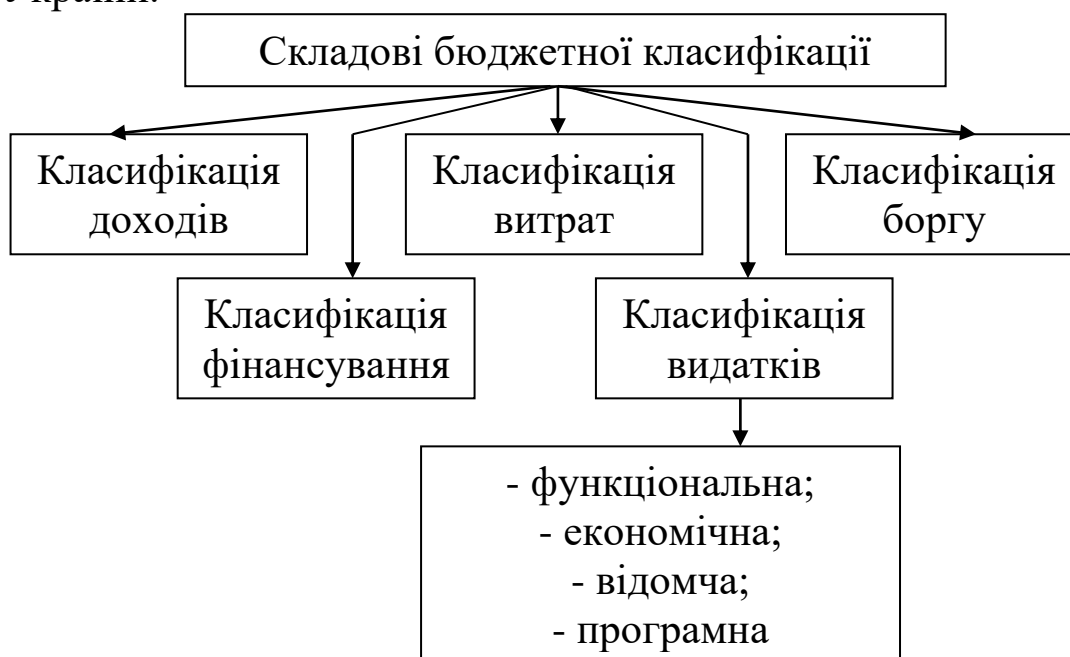 Складові бюджетної класифікації
Класифікація
доходів
Класифікація
витрат
Класифікація
боргу
Класифікація
фінансування
Класифікація
видатків
- функціональна;
- економічна;
- відомча;
- програмна